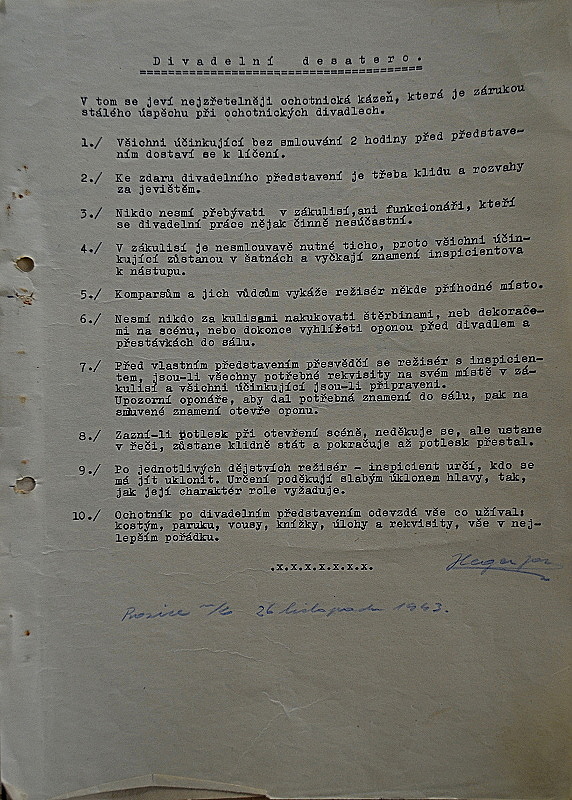 Divadelní desatero.
V tom se jeví nejzřetelněji ochotnická kázeň, která je zárukou
stálého úspěchu při ochotnických divadlech.
1./ Všichni účinkující bez smlouvání 2 hodiny před představe-
ním dostaví se k líčení.
2./ Ke zdaru divadelního představení je třeba klidu a rozvahy
za jevištěm.
3./ Nikdo nesmí přebývati v zákulisí,ani funkcionáři, kteří
se divadelní práce nějak činně nesúčastní.
4./ V zákulisí je nesmlouvavě nutné ticho, proto všichni účin-
kující zůstanou v šatnách a vyčkají znamení inspicientova
k nástupu.
5./ Komparsům a jich vůdcům vykáže režisér někde příhodné místo.
6./ Nesmí nikdo za kulisami nakukovati štěrbinami, neb dekorace-
mi na scénu, nebo dokonce vyhlížeti oponou před divadlem a
přestávkách do sálu.
7./ Před vlastním představením přesvědčí se režisér s inspicien-
tem, jsou-li všechny potřebné rekvisity na svém místě v zá-
kulisí a všichni účinkující jsou-li připraveni.
Upozorní oponáře, aby dal potřebná znamení do sálu, pak na
smluvené znamení otevře oponu.
8./ Zazní-li potlesk při otevření scéně, neděkuje se, ale ustane
v řeči, zůstane klidně stát a pokračuje až potlesk přestal.
9./ Po jednotlivých dějstvích režisér - inspicient určí, kdo se
má jít uklonit. Určení poděkují slabým úklonem hlavy, tak,
jak její charaktér role vyžaduje.
10./ Ochotník po divadelním představením odevzdá vše co užíval:
kostým, paruku, vousy, knížky, úlohy a rekvisity, vše v nej-
lepším pořádku.
.x.x.x.x.x.x.x.
26 listopadu 1943.